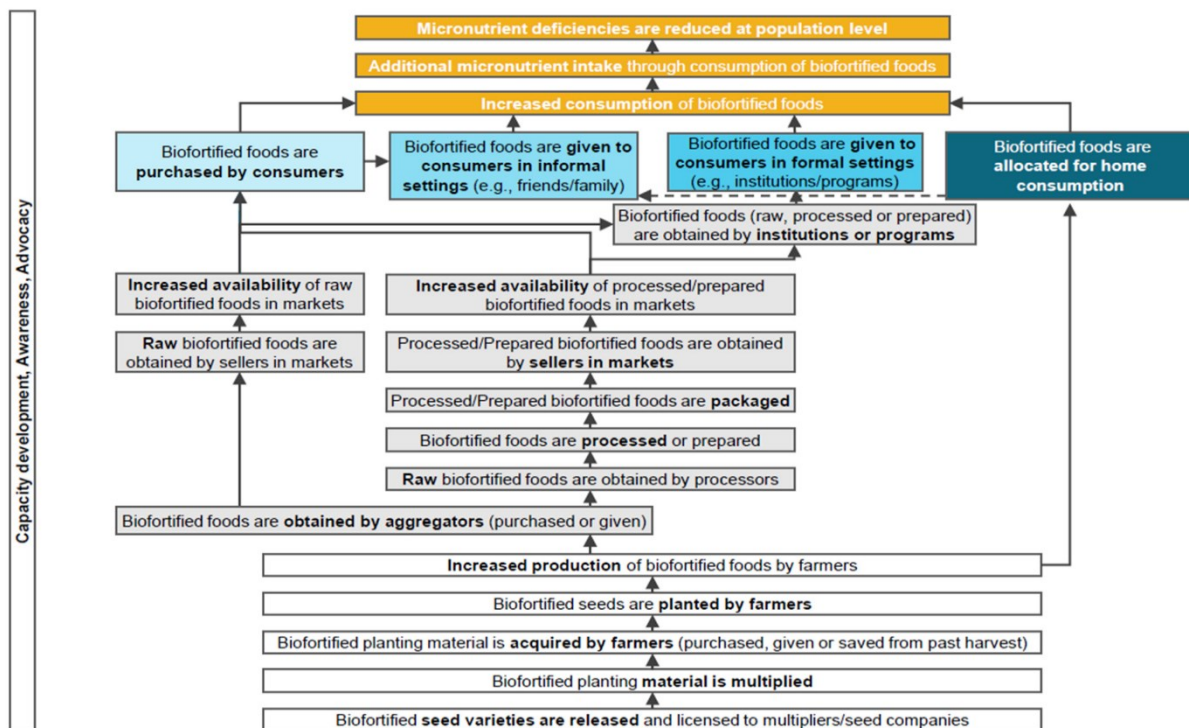 Micronutrient deficiencies are reduced at population level
Additional micronutrient intake through consumption of biofortified foods
Increased consumption of biofortified foods
Biofortified foods are
purchased by consumers
Biofortified foods are given to
consumers in informal
settings (e.g., friends/family)
Biofortified foods are given to
consumers in formal settings
(e.g., institutions/programs)
Biofortified foods are
allocated for home
consumption
Biofortified foods (raw, processed or prepared)
are obtained by institutions or programs
Increased availability of raw
biofortified foods in markets
Increased availability of processed/prepared
biofortified foods in markets
Raw biofortified foods are
obtained by sellers in markets
Processed/Prepared biofortified foods are obtained
by sellers in markets
Processed/Prepared biofortified foods are packaged
Biofortified foods are processed or prepared
Raw biofortified foods are obtained by processors
Biofortified foods are obtained by aggregators (purchased or given)
Increased production of biofortified foods by farmers
Biofortified seeds are planted by farmers
Biofortified planting material is acquired by farmers (purchased, given or saved from past harvest)
Biofortified planting material is multiplied
Biofortified seed varieties are released and licensed to multipliers/seed companies
Capacity development, Awareness, Advocacy